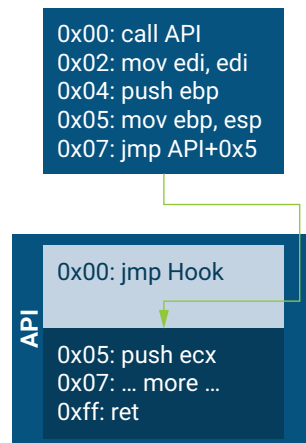 0x00: call API
0x02: mov edi, edi
0x04: push ebp
0x05: mov ebp, esp
0x07: jmp API+0x5
API
0x00: jmp Hook
0x05: push ecx
0x07: … more …
0xff: ret